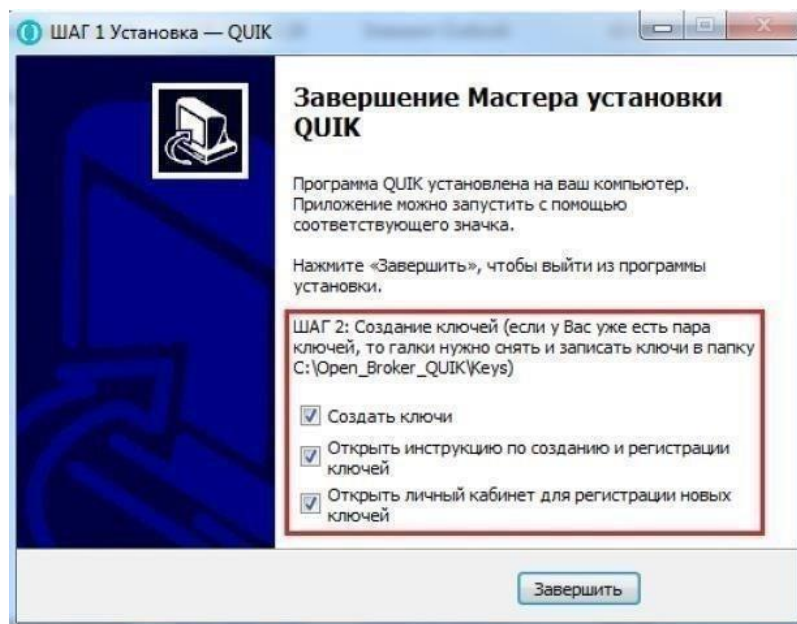 ШАГ 1 Установка — QUIK
Завершение Мастера установки
QUIK
Программа QUIK установлена на ваш компьютер.
Приложение можно запустить с помощью
соответствующего значка.
Нажмите «Завершить», чтобы выйти из программы
установки.
ШАГ 2: Создание ключей (если у Вас уже есть пара
ключей, то галки нужно снять и записать ключи в папку
C:\Open_Broker_QUIK\Keys)
Создать ключи
Открыть инструкцию по созданию и регистрации
ключей
Открыть личный кабинет для регистрации новых
ключей
Завершить